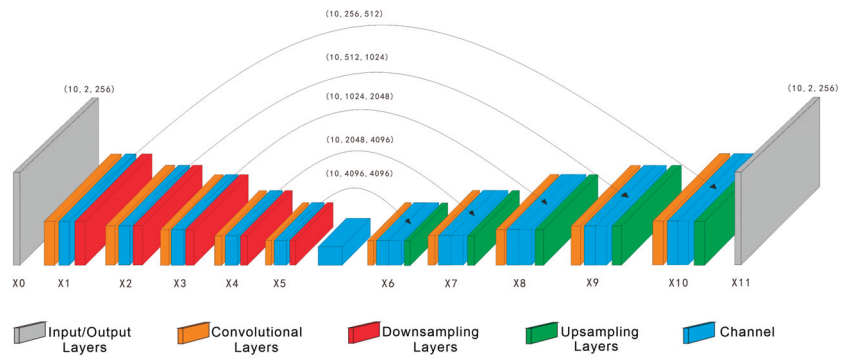 (10, 256, 512)
(10, 512, 1024)
(10, 1024, 2048)
(10, 2048, 4096)
(10, 4096, 4096)
(10, 2, 256)
(10, 2, 256)
X0 X1 X2 X3 X4 X5 X6 X7 X8 X9 X10 X11
Input/Output Layers
Convolutional Layers
Downsampling Layers
Upsampling Layers
Channel